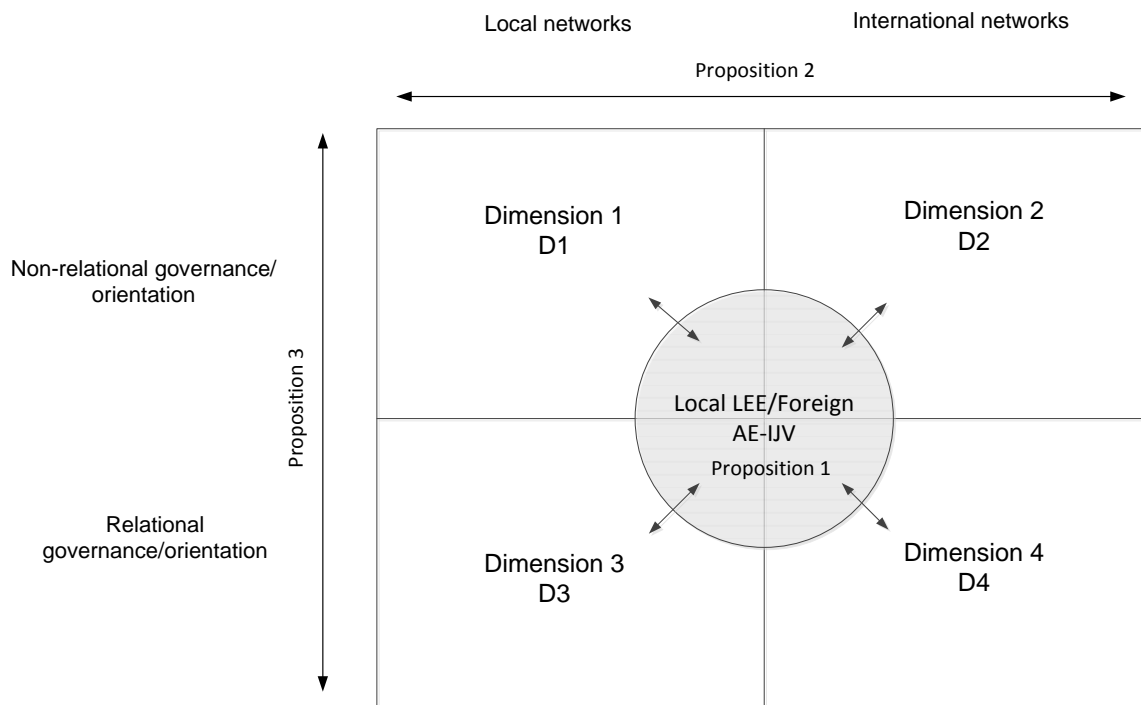 Local networks
International networks
Proposition 2
Dimension 1
D1
Dimension 2
D2
Non-relational governance/
orientation
Proposition 3
Local LEE/Foreign
AE-IJV
Proposition 1
Relational
governance/orientation
Dimension 3
D3
Dimension 4
D4